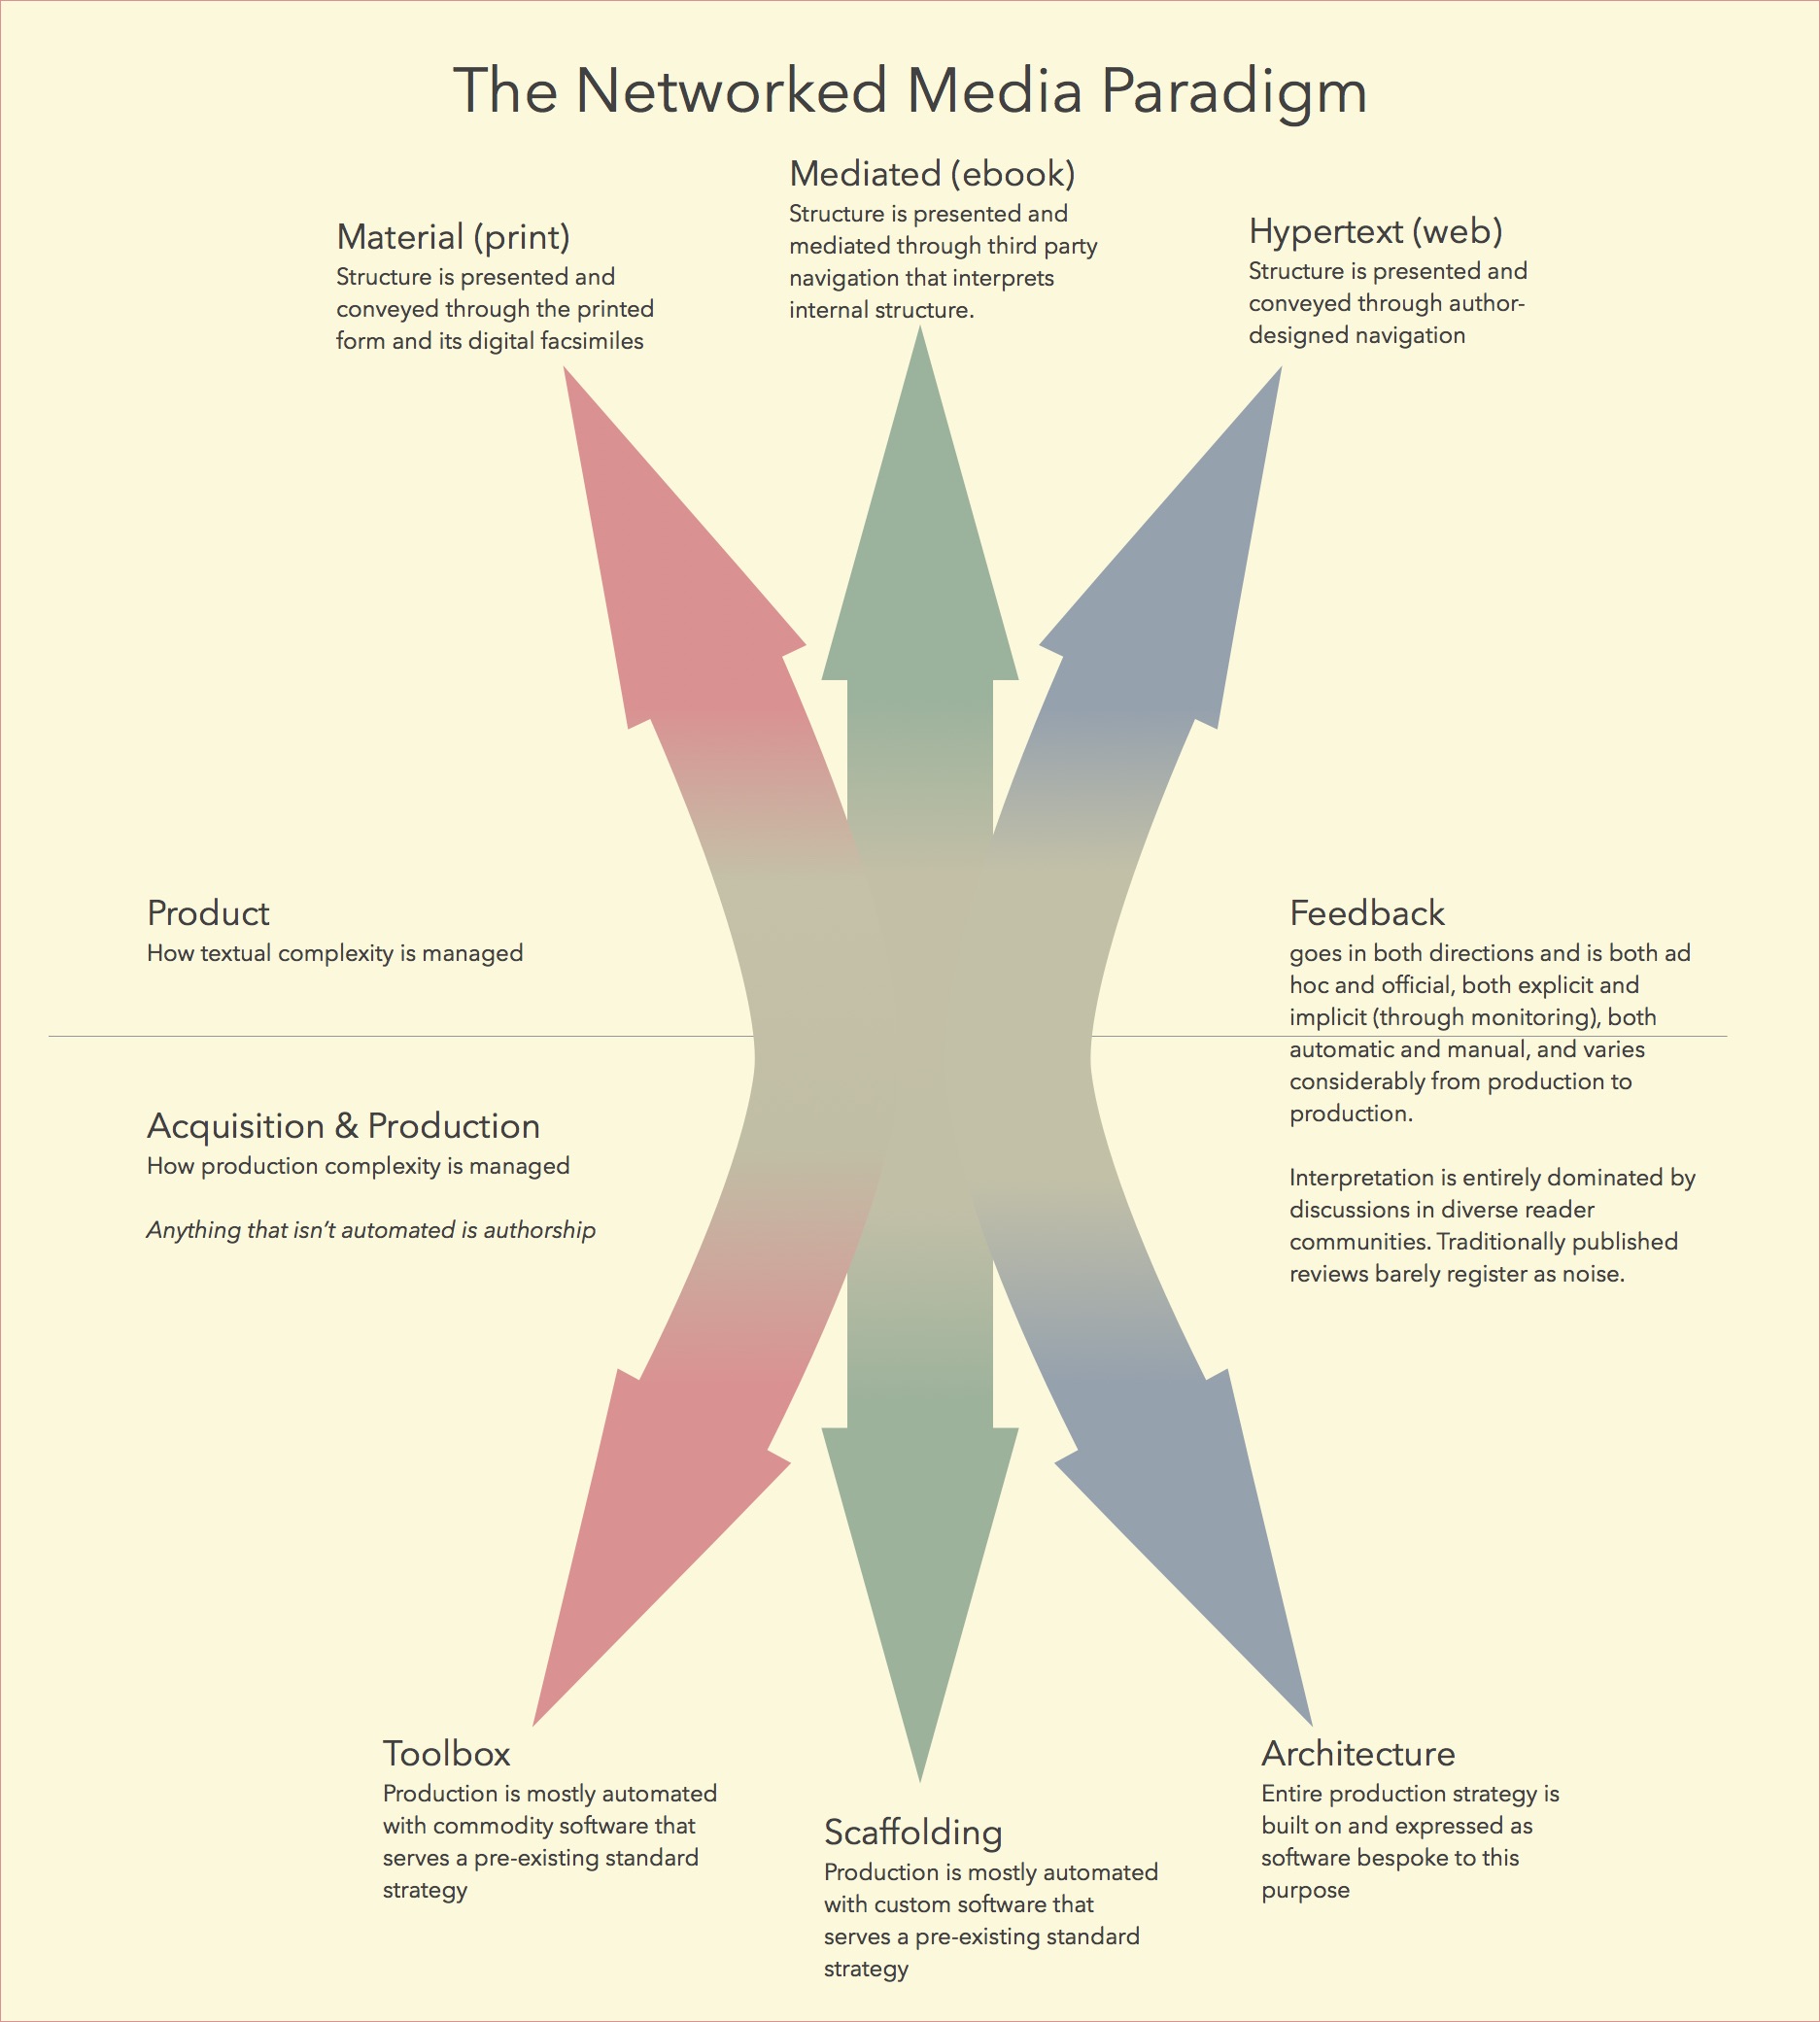 The Networked Media Paradigm
Mediated (ebook)
Structure is presented and
mediated through third party
navigation that interprets
internal structure.
Material (print)
Structure is presented and
conveyed through the printed
form and its digital facsimiles
Hypertext (web)
Structure is presented and
conveyed through author-
designed navigation
Product
How textual complexity is managed
Feedback
goes in both directions and is both ad
hoc and official, both explicit and
implicit (through monitoring), both
automatic and manual, and varies
considerably from production to
production.
Interpretation is entirely dominated by
discussions in diverse reader
communities. Traditionally published
reviews barely register as noise.
Acquisition & Production
How production complexity is managed
Anything that isn’t automated is authorship
Toolbox
Production is mostly automated
with commodity software that
serves a pre-existing standard
strategy
Scaffolding
Production is mostly automated
with custom software that
serves a pre-existing standard
strategy
Architecture
Entire production strategy is
built on and expressed as
software bespoke to this
purpose